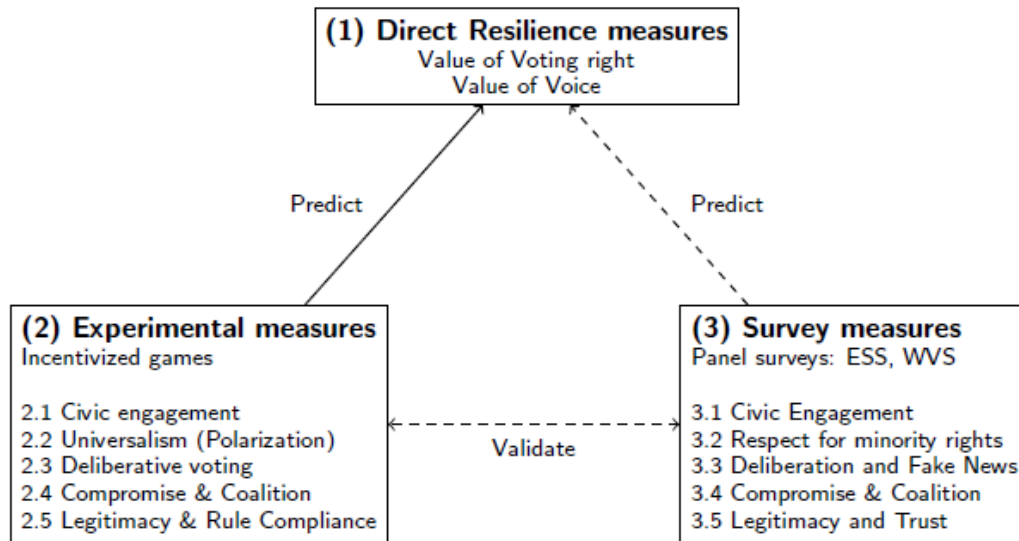 (1) Direct Resilience measures
Value of Voting right
Value of Voice
Predict
Predict
(2) Experimental measures
Incentivized games
2.1 Civic engagement
2.2 Universalism (Polarization)
2.3 Deliberative voting
2.4 Compromise & Coalition
2.5 Legitimacy & Rule Compliance
Validate
(3) Survey measures
Panel surveys: ESS, WVS
3.1 Civic Engagement
3.2 Respect for minority rights
3.3 Deliberation and Fake News
3.4 Compromise & Coalition
3.5 Legitimacy and Trust